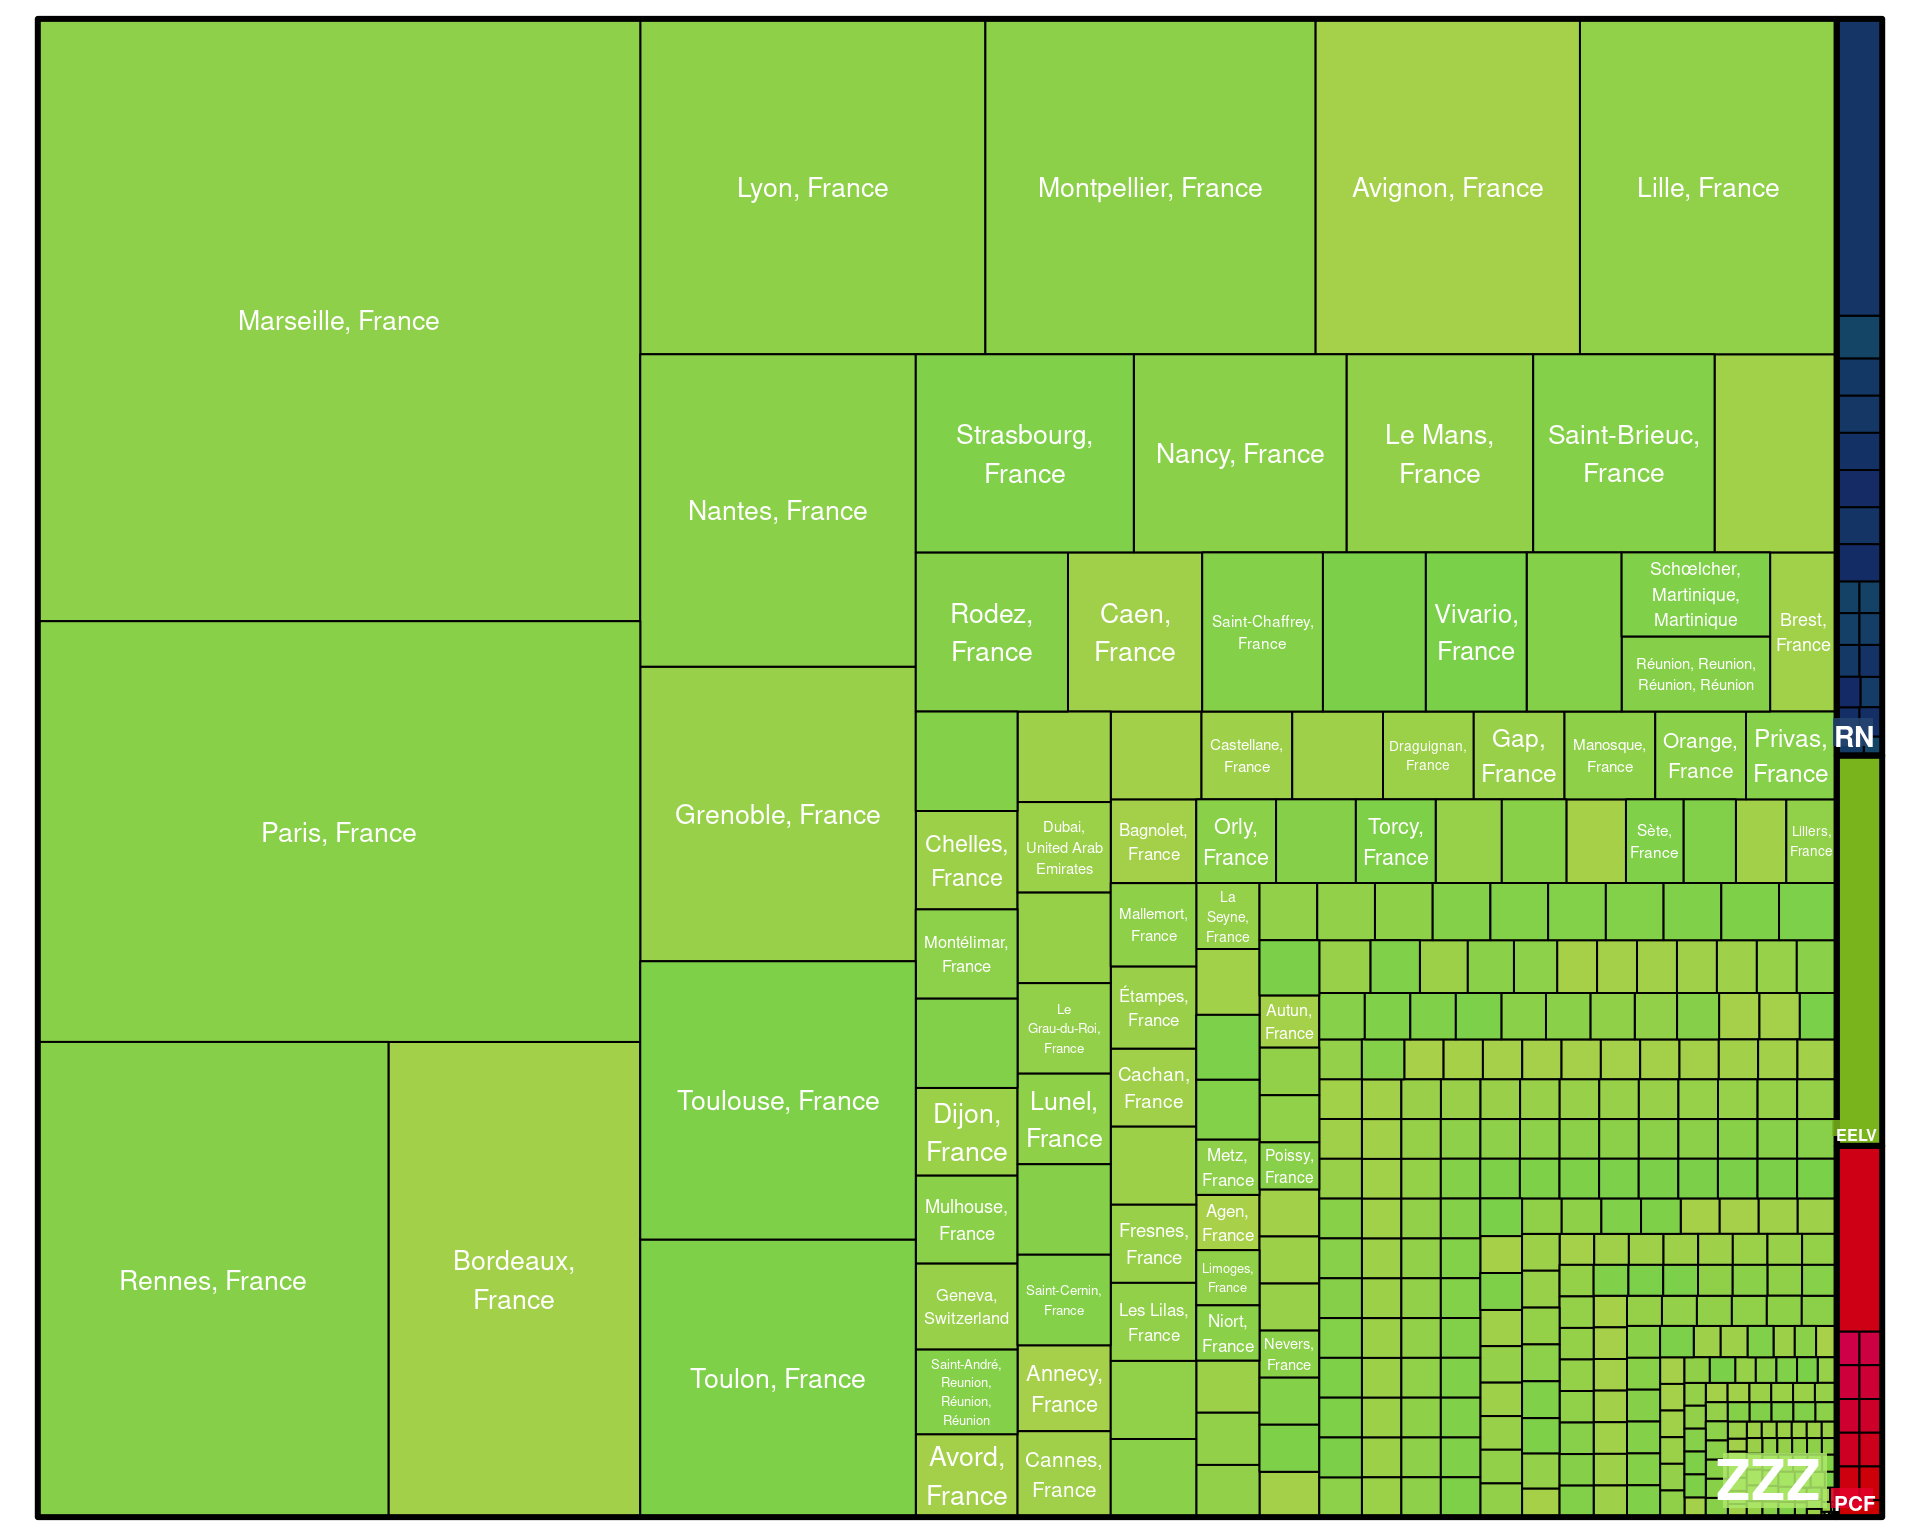 Marseille, France
Lyon, France
Montpellier, France
Avignon, France
Lille, France
Paris, France
Rennes, France
Bordeaux,
France
Nantes, France
Grenoble, France
Toulouse, France
Toulon, France
Strasbourg,
France
Nancy, France
Le Mans,
France
Saint-Brieuc,
France
Rodez,
France
Caen,
France
Saint-Chaffrey,
France
Vivario,
France
Schœlcher,
Martinique,
Martinique
Réunion, Reunion,
Réunion, Réunion
Brest,
France
Castellane,
France
Draguignan,
France
Gap,
France
Manosque,
France
Orange,
France
Privas,
France
Chelles,
France
Montélimar,
France
Dijon,
France
Mulhouse,
France
Geneva,
Switzerland
Saint-André,
Reunion,
Réunion,
Réunion
Avord,
France
Dubai,
United Arab
Emirates
Le
Grau-du-Roi,
France
Lunel,
France
Saint-Cernin,
France
Annecy,
France
Cannes,
France
Bagnolet,
France
Mallemort,
France
Étampes,
France
Cachan,
France
Fresnes,
France
Les Lilas,
France
Orly,
France
Torcy,
France
Sète,
France
Lillers,
France
La
Seyne,
France
Metz,
France
Agen,
France
Limoges,
France
Niort,
France
Autun,
France
Poissy,
France
Nevers,
France
ZZZ
RN
EELV
PCF